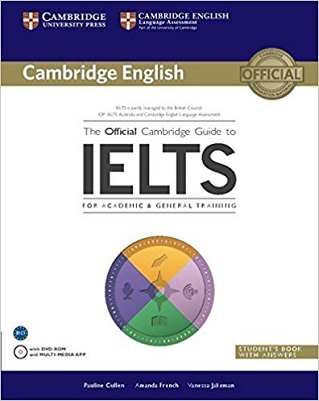 CAMBRIDGE
UNIVERSITY PRESS
CAMBRIDGE ENGLISH
Language Assessment
Part of the University of Cambridge
Cambridge English
OFFICIAL
IELTS is jointly managed by the British Council,
IDP: IELTS Australia and Cambridge English Language Assessment
The Official Cambridge Guide to
IELTS
FOR ACADEMIC & GENERAL TRAINING
B1-C1
with DVD-ROM
and MULTI-MEDIA APP
STUDENT'S BOOK
WITH ANSWERS
Pauline Cullen Amanda French Vanessa Jakeman